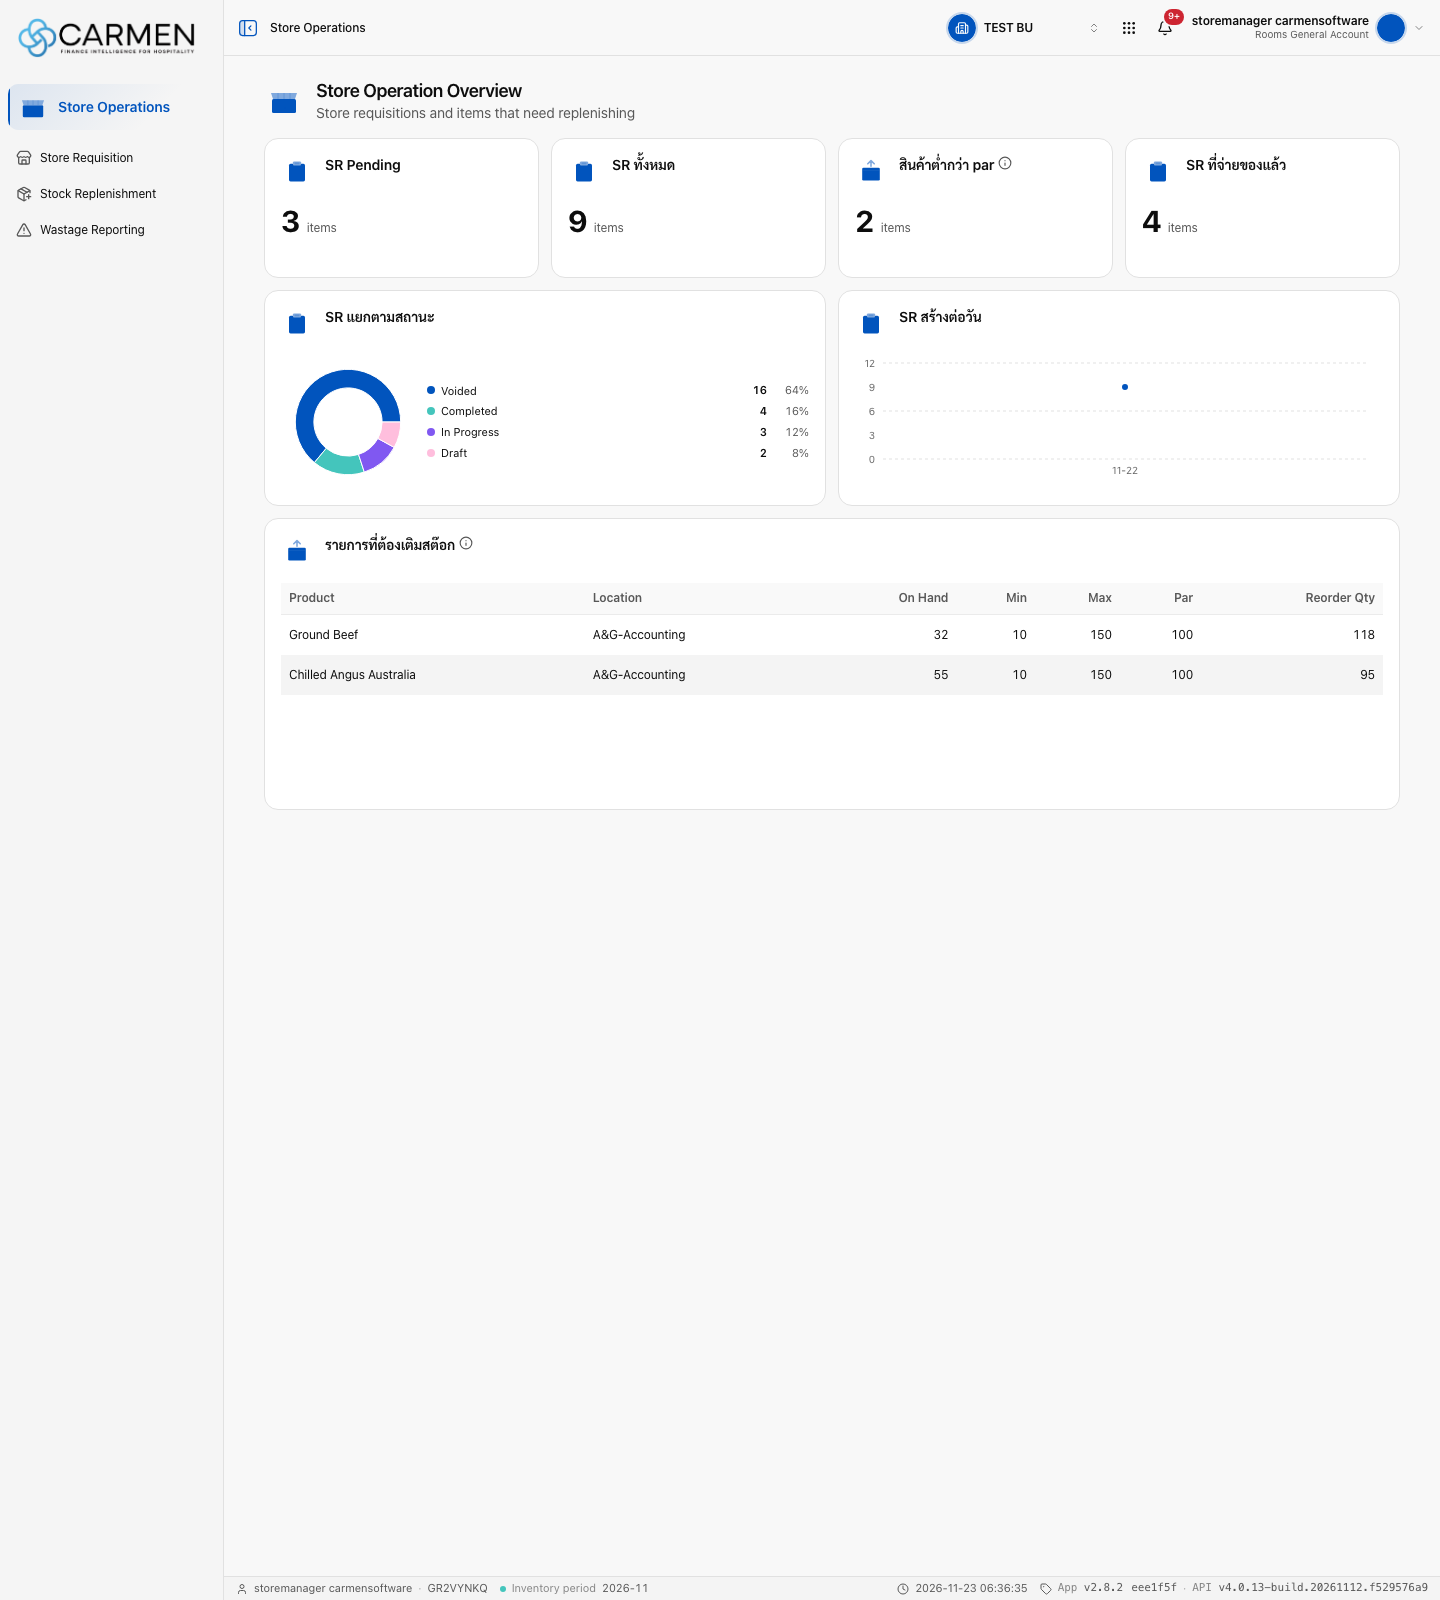 CARMEN
FINANCE INTELLIGENCE FOR HOSPITALITY
Store Operations
Store Requisition
Stock Replenishment
Wastage Reporting
Store Operations
TEST BU
9+
storemanager carmensoftware
Rooms General Account
Store Operation Overview
Store requisitions and items that need replenishing
SR Pending
3 items
SR ทั้งหมด
9 items
สินค้าต่ำกว่า par
2 items
SR ที่จ่ายของแล้ว
4 items
SR แยกตามสถานะ
Voided 16 64%
Completed 4 16%
In Progress 3 12%
Draft 2 8%
SR สร้างต่อวัน
12
9
6
3
0
11-22
รายการที่ต้องเติมสต๊อก
Product Location On Hand Min Max Par Reorder Qty
Ground Beef A&G-Accounting 32 10 150 100 118
Chilled Angus Australia A&G-Accounting 55 10 150 100 95
storemanager carmensoftware · GR2VYNKQ Inventory period 2026-11
2026-11-23 06:36:35 App v2.8.2 eee1f5f · API v4.0.13-build.20261112.f529576a9